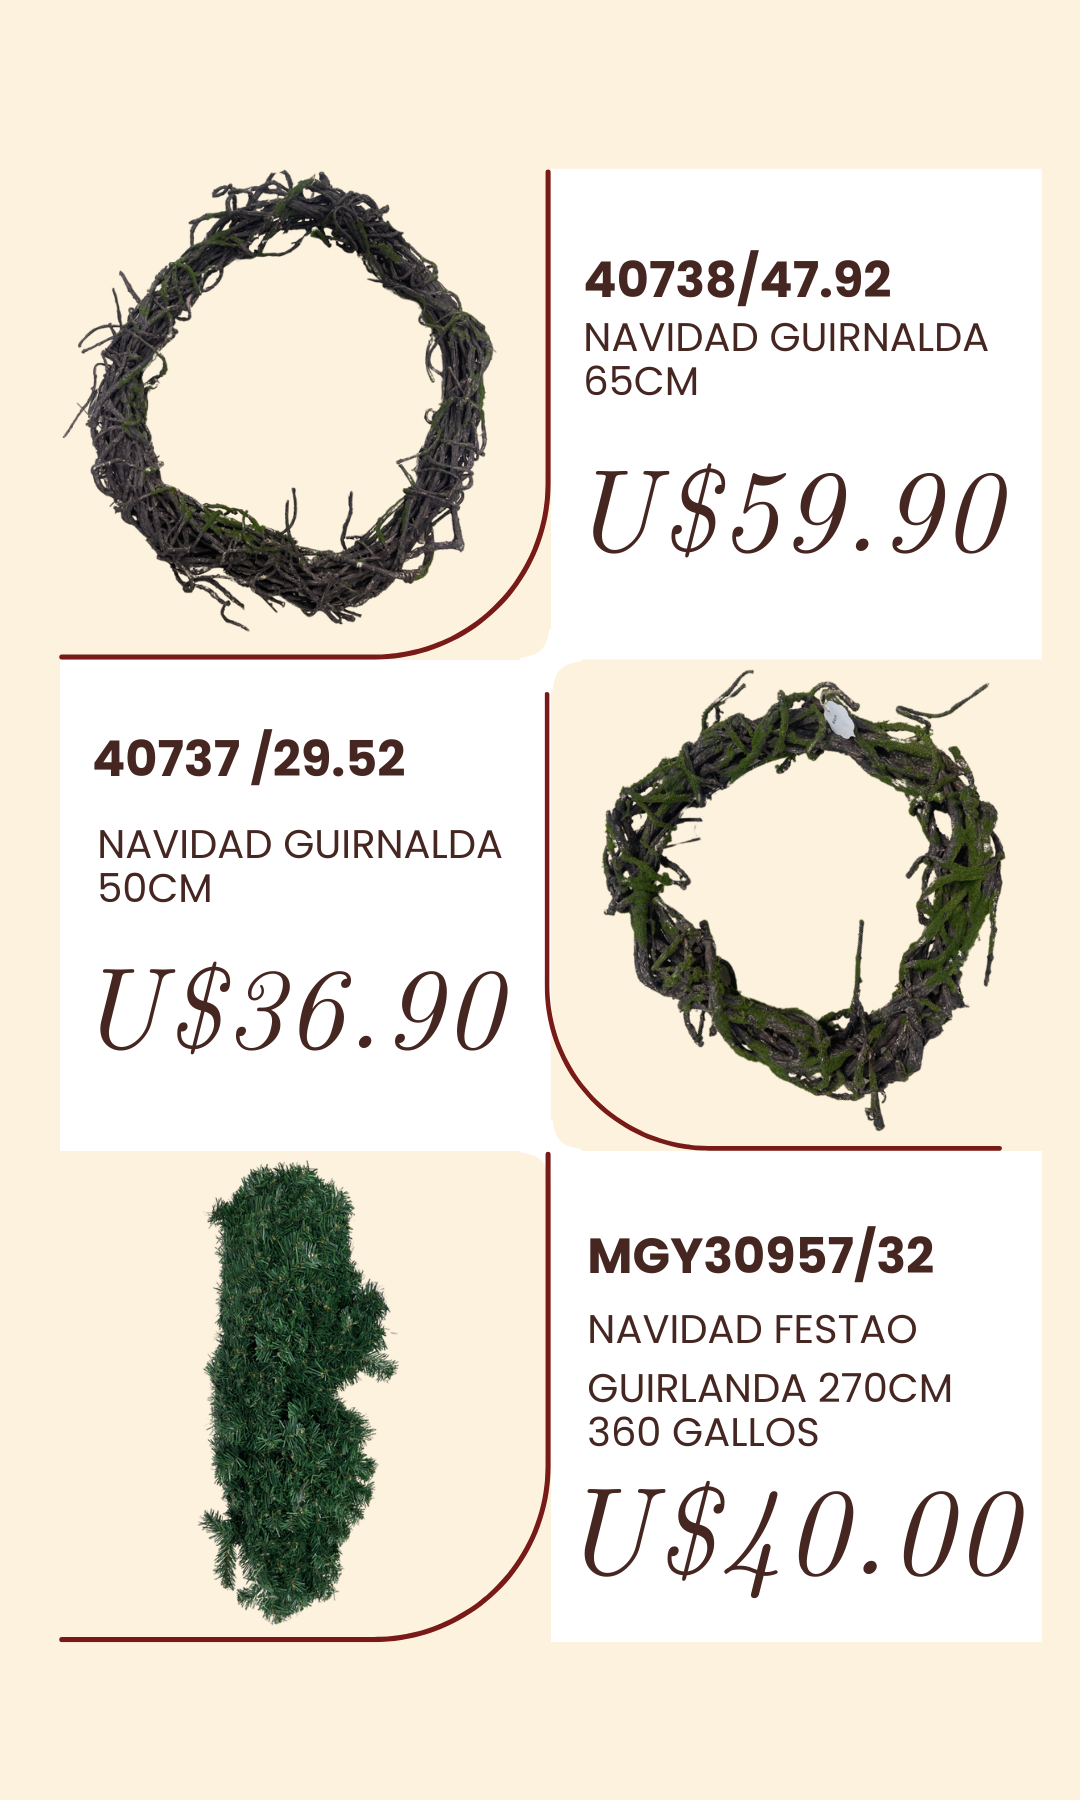 40738/47.92
NAVIDAD GUIRNALDA
65CM
U$59.90
40737 /29.52
NAVIDAD GUIRNALDA
50CM
U$36.90
MGY30957/32
NAVIDAD FESTAO
GUIRLANDA 270CM
360 GALLOS
U$40.00